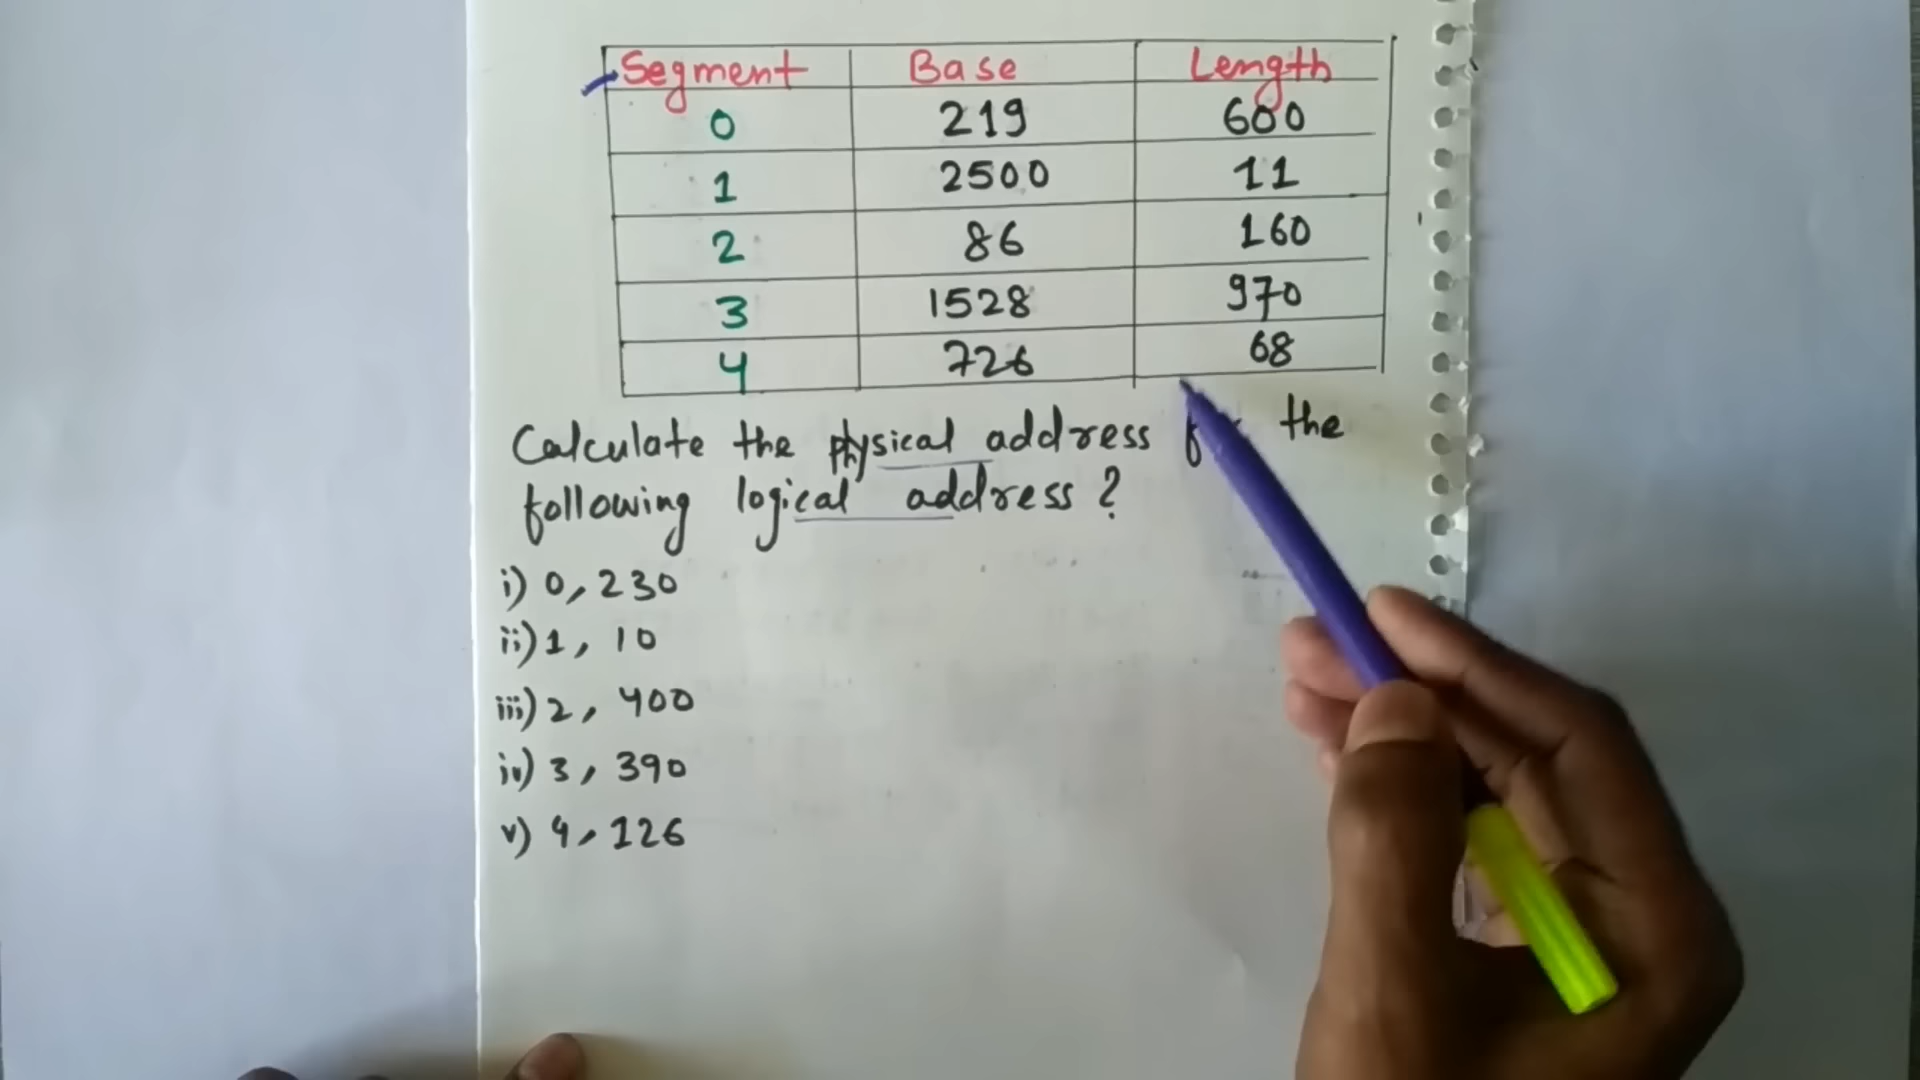 Segment Base Length
0 219 600
1 2500 11
2 86 160
3 1528 970
4 726 68
Calculate the physical address the
following logical address ?
i) 0, 230
ii) 1, 10
iii) 2, 400
iv) 3, 390
v) 4, 126